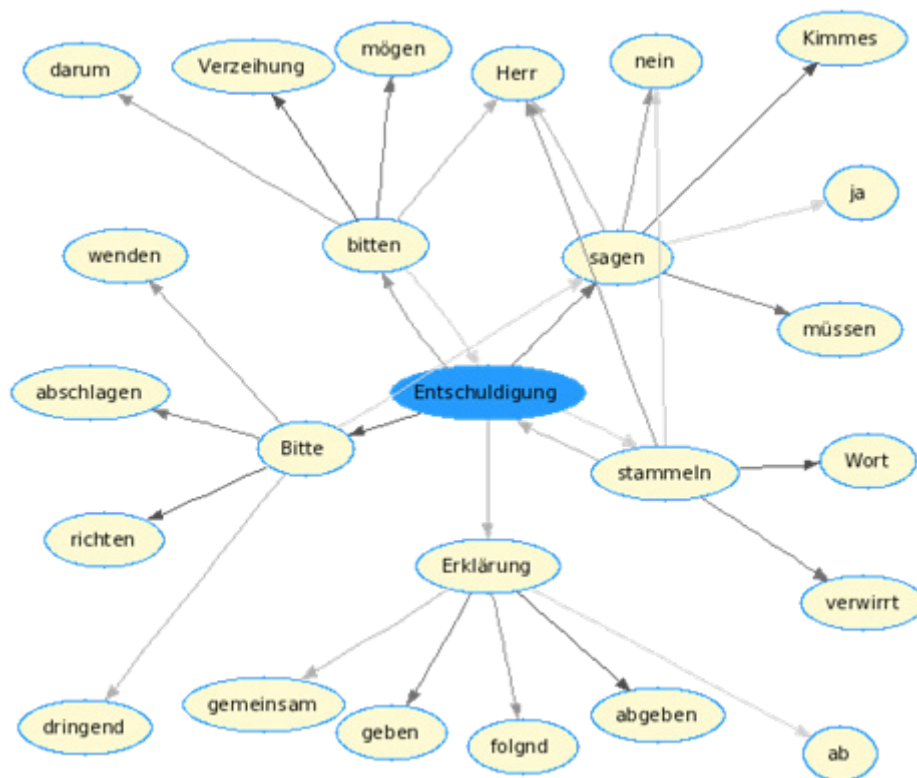 Kimmes
mögen
nein
darum
Verzeihung
Herr
ja
bitten
wenden
sagen
müssen
abschlagen
Entschuldigung
Bitte
Wort
stammeln
richten
Erklärung
verwirrt
gemeinsam
abgeben
dringend
geben
folgnd
ab